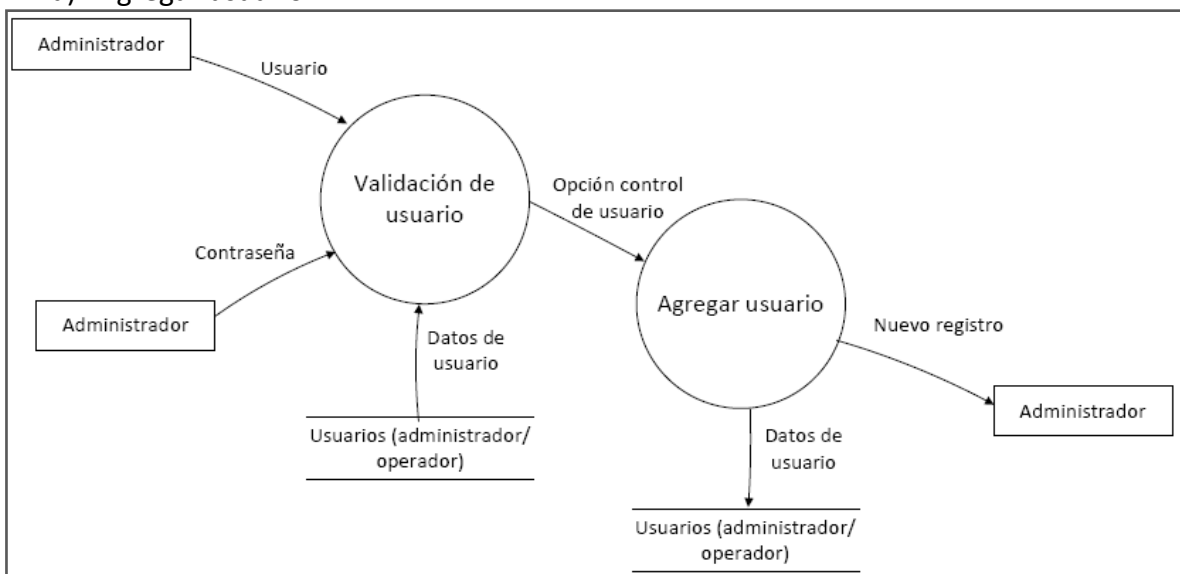 Administrador
Usuario
Validación de
usuario
Opción control
de usuario
Contraseña
Administrador
Agregar usuario
Nuevo registro
Datos de
usuario
Administrador
Usuarios (administrador/
operador)
Datos de
usuario
Usuarios (administrador/
operador)